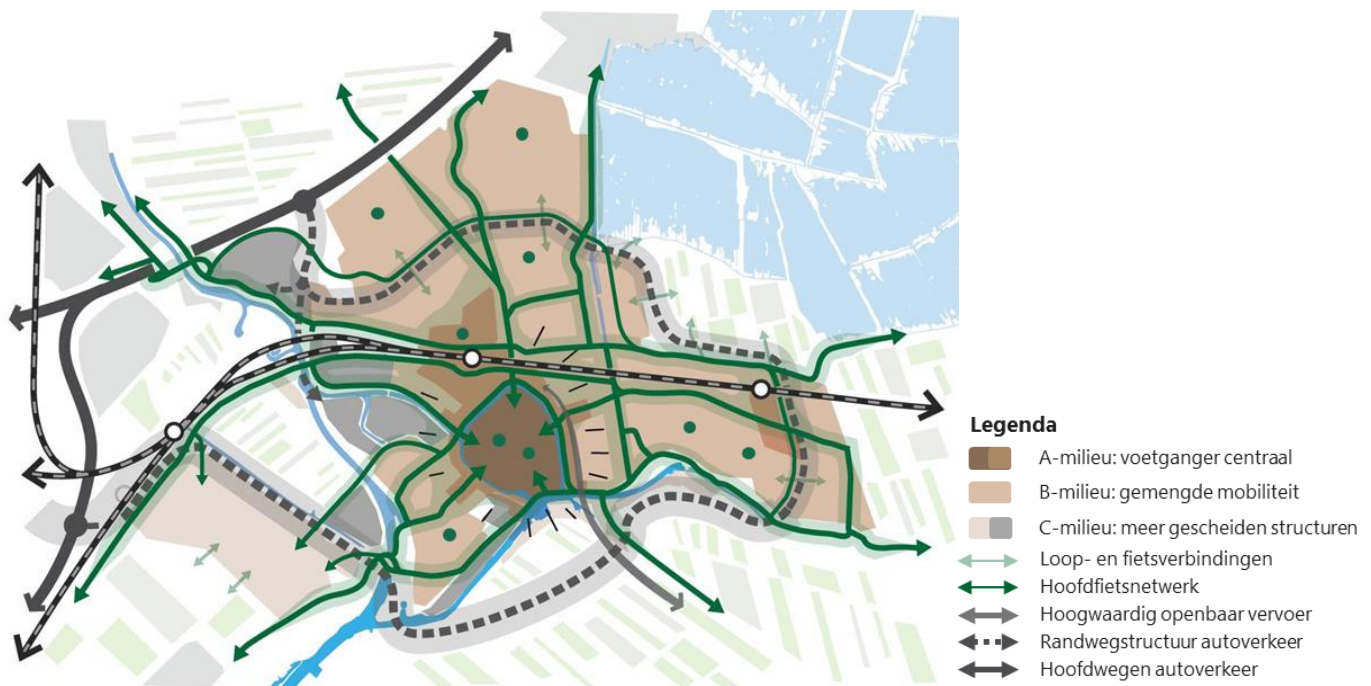 Legenda
A-milieu: voetganger centraal
B-milieu: gemengde mobiliteit
C-milieu: meer gescheiden structuren
Loop- en fietsverbindingen
Hoofdfietsnetwerk
Hoogwaardig openbaar vervoer
Randwegstructuur autoverkeer
Hoofdwegen autoverkeer